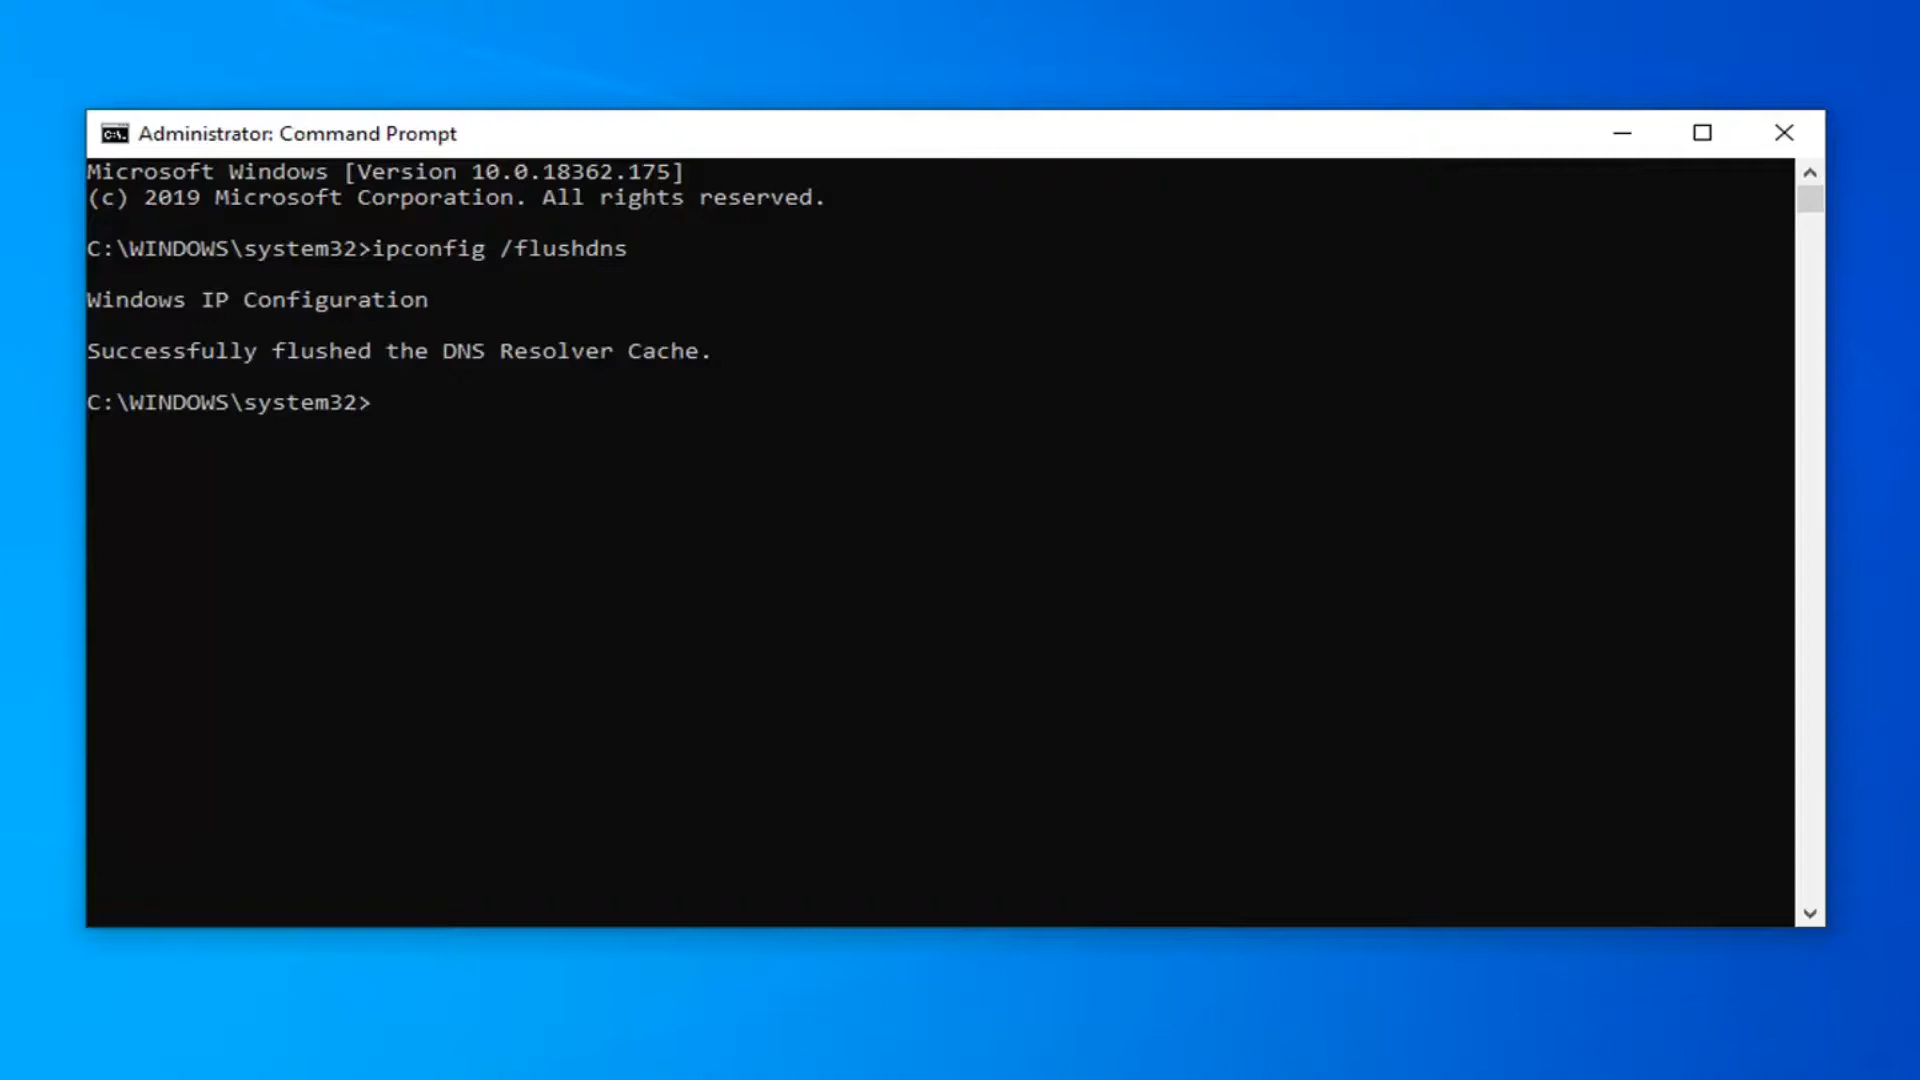 Administrator: Command Prompt
Microsoft Windows [Version 10.0.18362.175]
(c) 2019 Microsoft Corporation. All rights reserved.
C:\WINDOWS\system32>ipconfig /flushdns
Windows IP Configuration
Successfully flushed the DNS Resolver Cache.
C:\WINDOWS\system32>